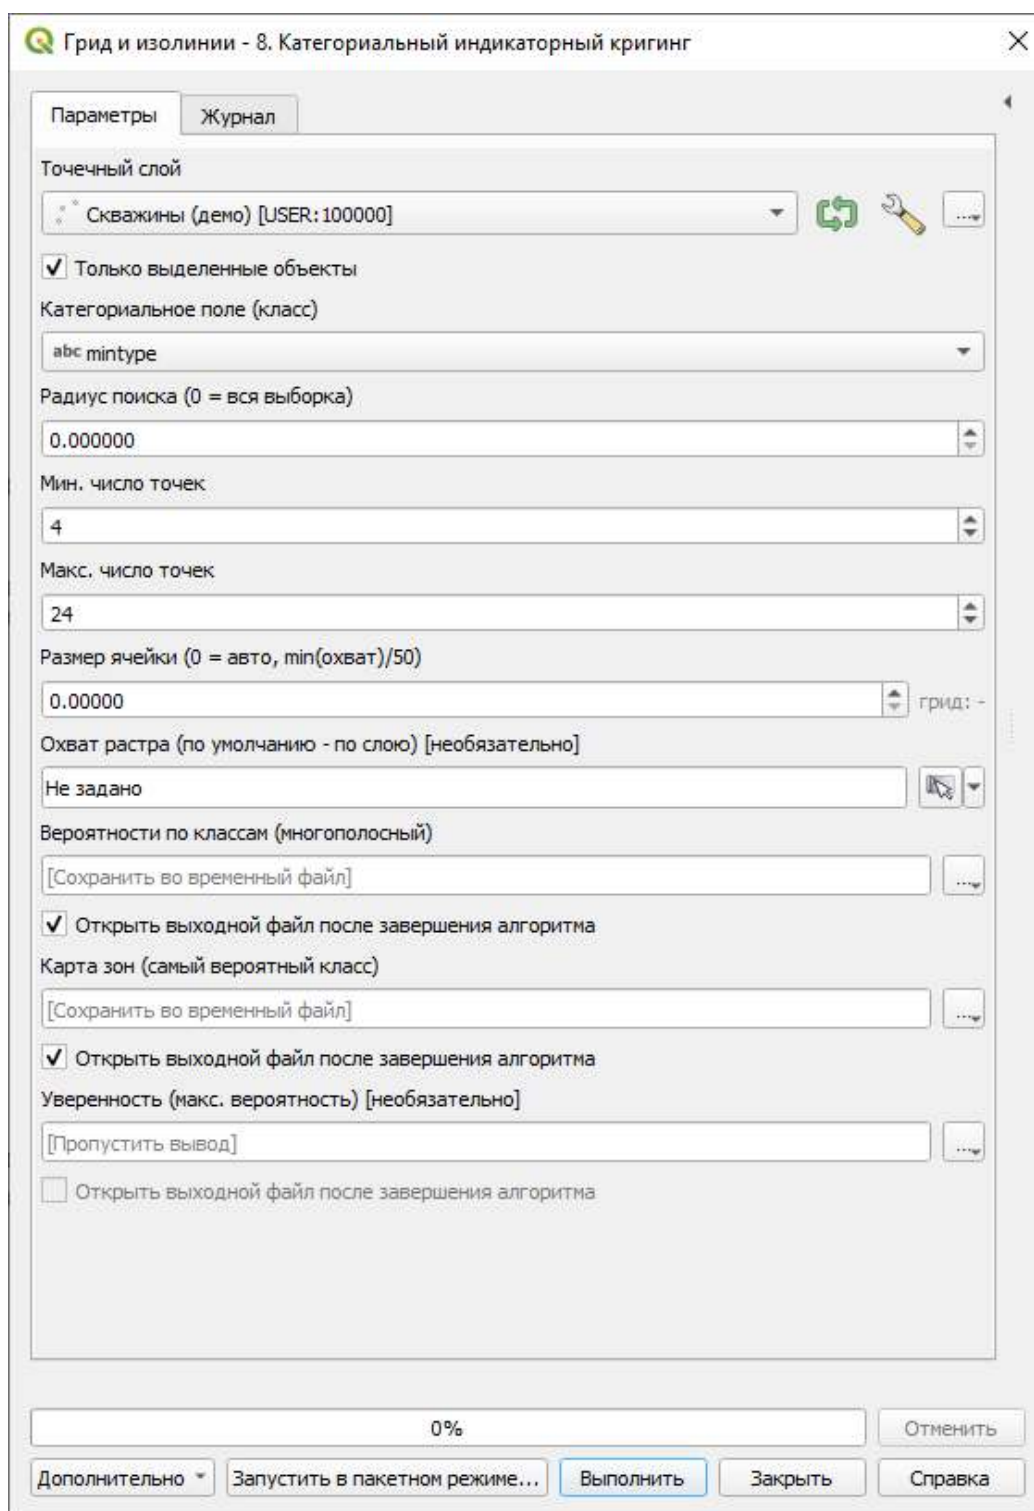 Грид и изолинии - 8. Категориальный индикаторный кригинг
Параметры
Журнал
Точечный слой
Скважины (демо) [USER:100000]
...
Только выделенные объекты
Категориальное поле (класс)
abc mintype
Радиус поиска (0 = вся выборка)
0.000000
Мин. число точек
4
Макс. число точек
24
Размер ячейки (0 = авто, min(охват)/50)
0.00000
грид: -
Охват растра (по умолчанию - по слою) [необязательно]
Не задано
Вероятности по классам (многополосный)
[Сохранить во временный файл]
...
Открыть выходной файл после завершения алгоритма
Карта зон (самый вероятный класс)
[Сохранить во временный файл]
...
Открыть выходной файл после завершения алгоритма
Уверенность (макс. вероятность) [необязательно]
[Пропустить вывод]
...
Открыть выходной файл после завершения алгоритма
0%
Отменить
Дополнительно
Запустить в пакетном режиме...
Выполнить
Закрыть
Справка